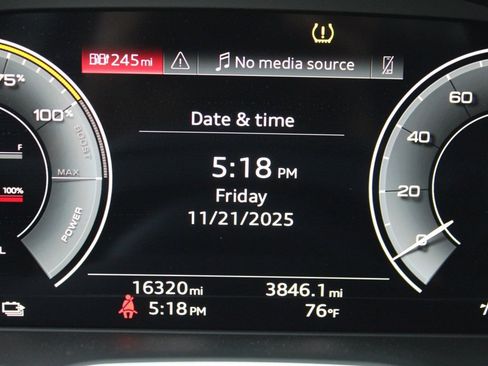 245 mi
No media source
75%
100%
BOOST
MAX
POWER
F
100%
L
Date & time
5:18 PM
Friday
11/21/2025
60
40
20
0
16320 mi
3846.1 mi
5:18 PM
76°F